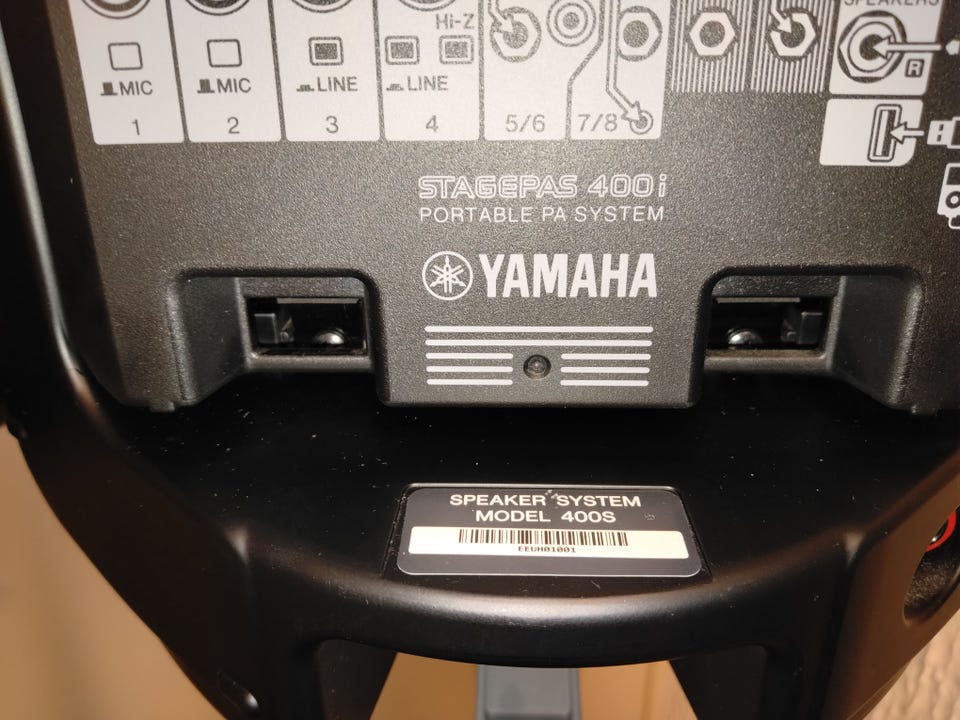 SPEAKERS
Hi-Z
R
MIC
MIC
LINE
LINE
1
2
3
4
5/6
7/8
STAGEPAS 400i
PORTABLE PA SYSTEM
YAMAHA
SPEAKER SYSTEM
MODEL 400S
EEUH01001